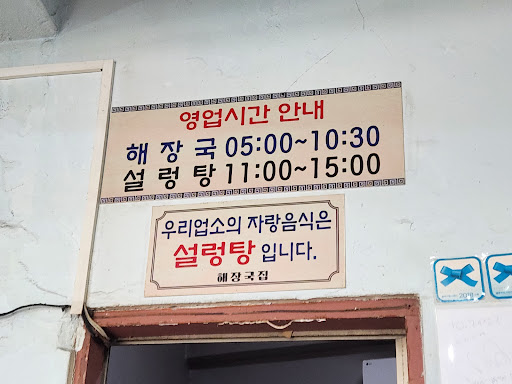 영업시간 안내
해 장 국 05:00~10:30
설 렁 탕 11:00~15:00
우리업소의 자랑음식은
설렁탕 입니다.
해장국집